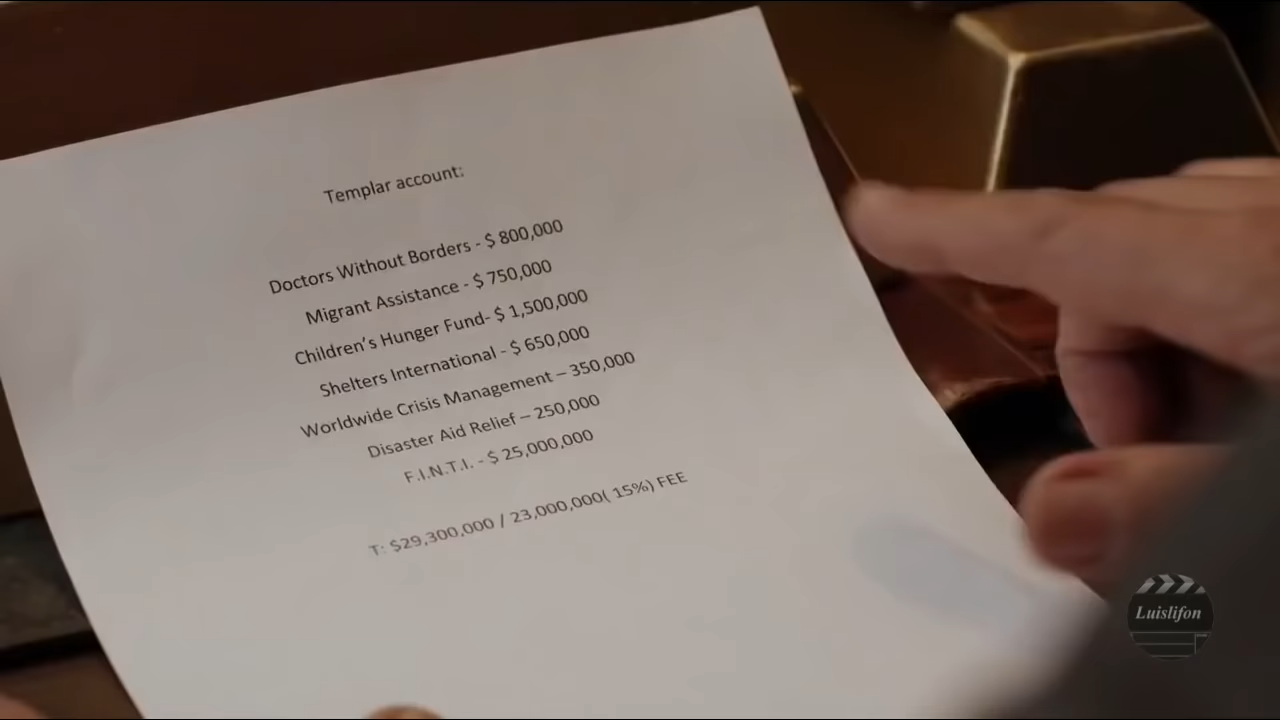 Templar account:
Doctors Without Borders - $ 800,000
Migrant Assistance - $ 750,000
Children's Hunger Fund- $ 1,500,000
Shelters International - $ 650,000
Worldwide Crisis Management – 350,000
Disaster Aid Relief – 250,000
F.I.N.T.I. - $ 25,000,000
T: $29,300,000 / 23,000,000( 15%) FEE
Luislifon